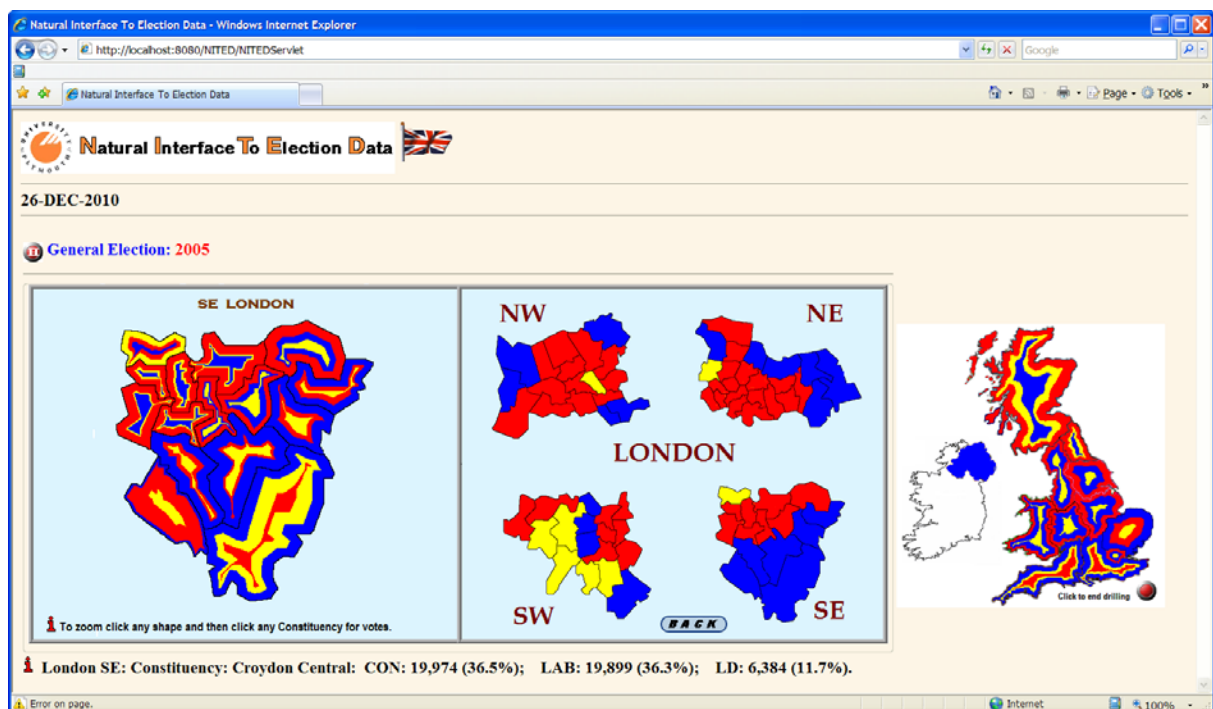 Natural Interface To Election Data - Windows Internet Explorer
http://localhost:8080/NITED/NITEDServlet
Google
Natural Interface To Election Data
Page
Tools
UNIVERSITY
PLYMOUTH
Natural Interface To Election Data
26-DEC-2010
General Election: 2005
SE LONDON
To zoom click any shape and then click any Constituency for votes.
NW
NE
LONDON
SW
SE
BACK
Click to end drilling
London SE: Constituency: Croydon Central: CON: 19,974 (36.5%); LAB: 19,899 (36.3%); LD: 6,384 (11.7%).
Error on page.
Internet
100%